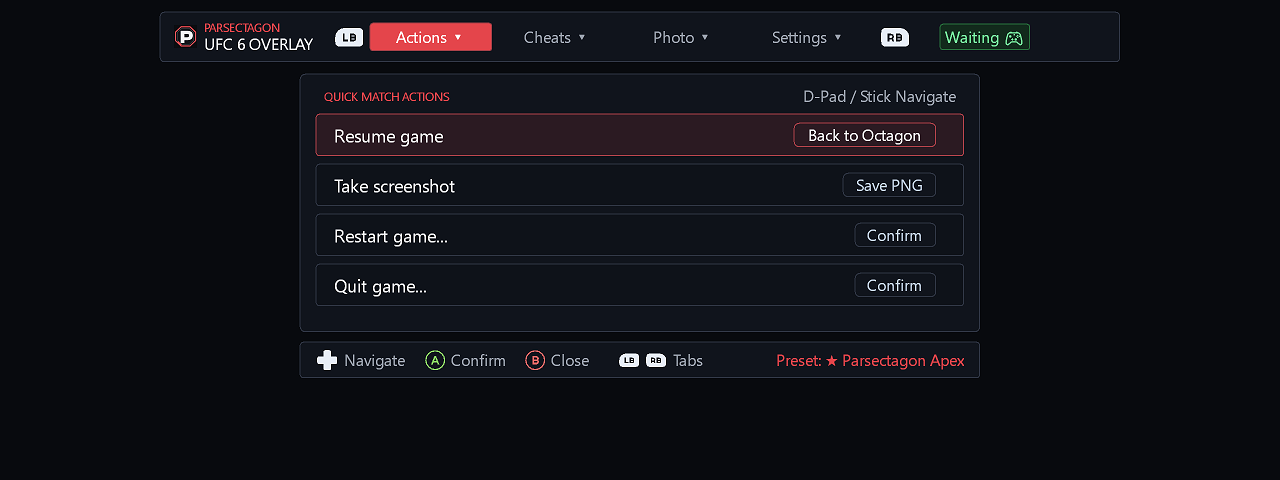 P PARSECTAGON
UFC 6 OVERLAY
LB Actions ▼ Cheats ▼ Photo ▼ Settings ▼ RB Waiting
QUICK MATCH ACTIONS D-Pad / Stick Navigate
Resume game Back to Octagon
Take screenshot Save PNG
Restart game... Confirm
Quit game... Confirm
Navigate A Confirm B Close LB RB Tabs Preset: ★ Parsectagon Apex